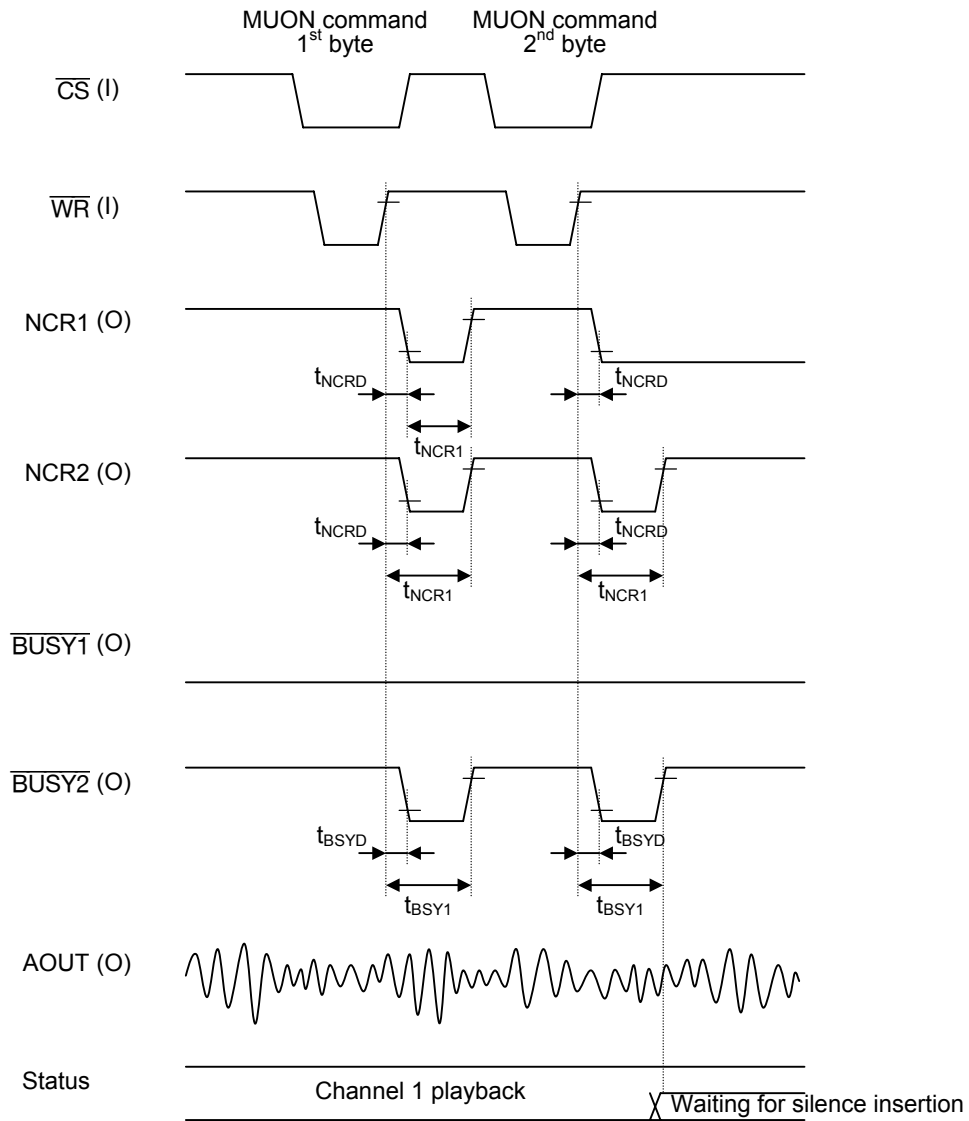 MUON command
1st byte
MUON command
2nd byte
CS (I)
WR (I)
NCR1 (O)
tNCRD
tNCRD
tNCR1
NCR2 (O)
tNCRD
tNCRD
tNCR1
tNCR1
BUSY1 (O)
BUSY2 (O)
tBSYD
tBSYD
tBSY1
tBSY1
AOUT (O)
Status
Channel 1 playback
Waiting for silence insertion